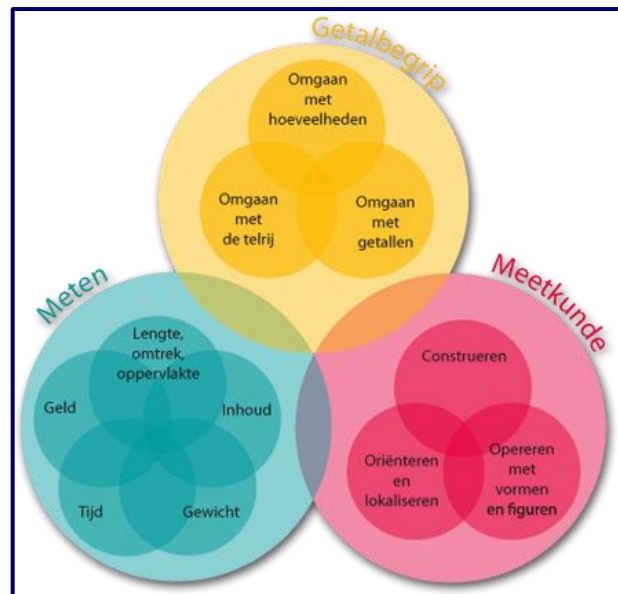 Getalbegrip
Omgaan
met
hoeveelheden
Omgaan
met
de telrij
Omgaan
met
getallen
Meten
Lengte,
omtrek,
oppervlakte
Geld
Inhoud
Tijd
Gewicht
Meetkunde
Construeren
Oriënteren
en
lokaliseren
Opereren
met
vormen
en figuren